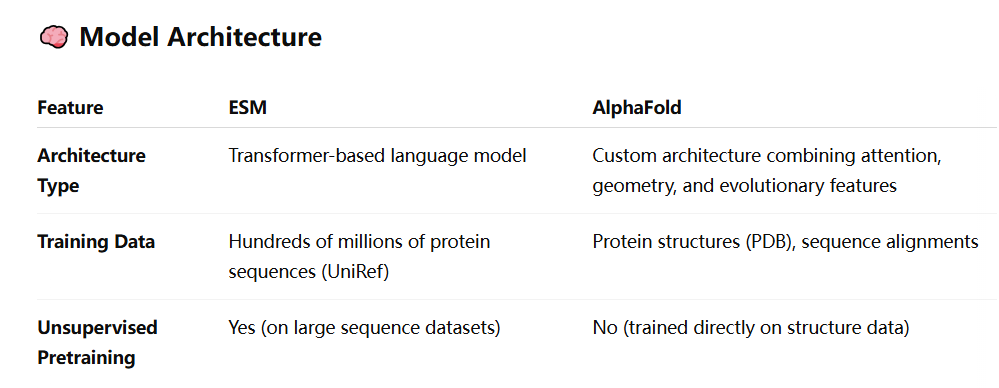 🧠 Model Architecture
Feature ESM AlphaFold
Architecture Type Transformer-based language model Custom architecture combining attention, geometry, and evolutionary features
Training Data Hundreds of millions of protein sequences (UniRef) Protein structures (PDB), sequence alignments
Unsupervised Pretraining Yes (on large sequence datasets) No (trained directly on structure data)